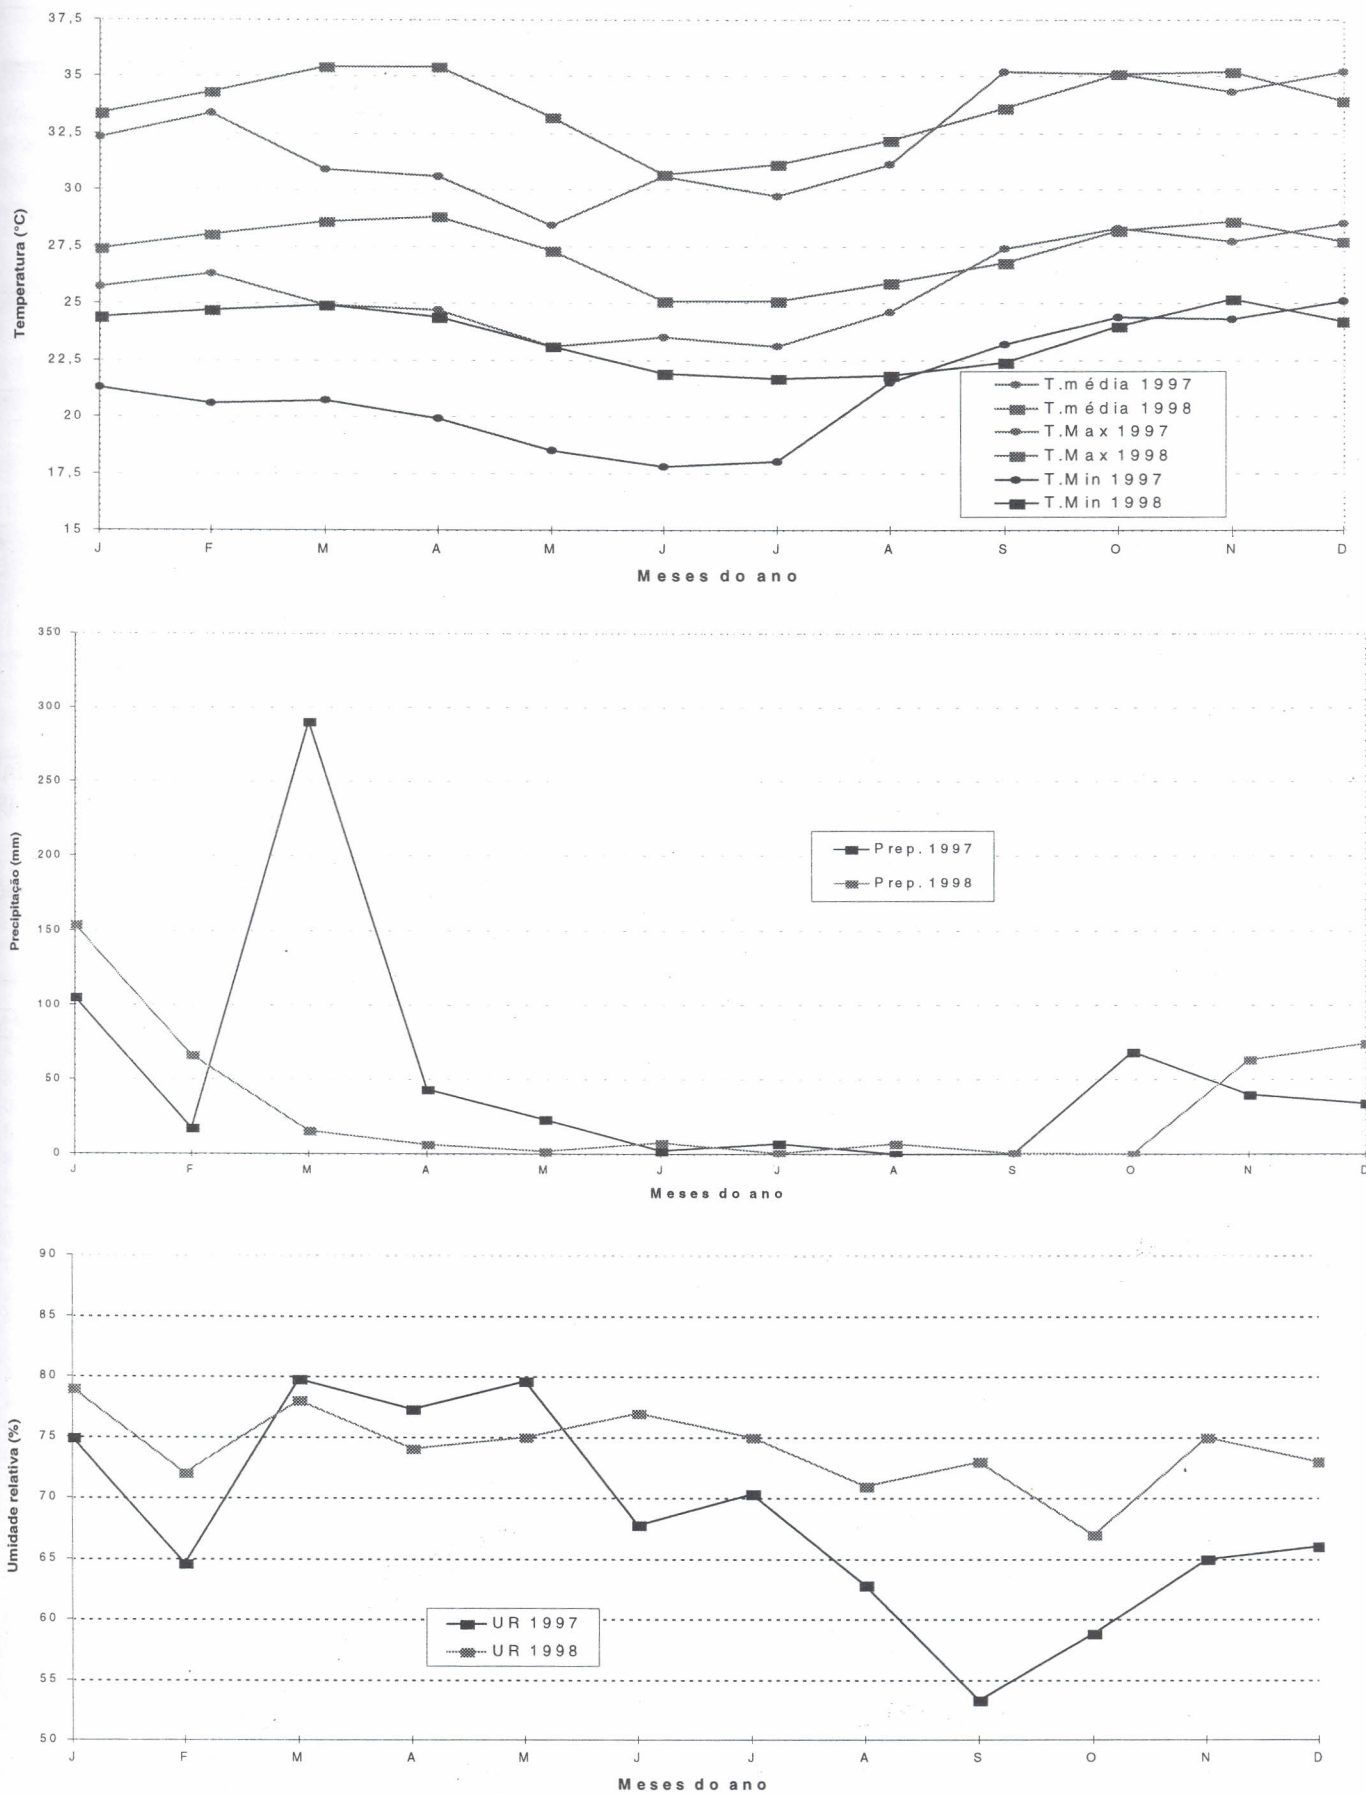 37,5
35
32,5
30
27,5
25
22,5
20
17,5
15
Temperatura (°C)
T.média 1997
T.média 1998
T.Max 1997
T.Max 1998
T.Min 1997
T.Min 1998
J F M A M J J A S O N D
Meses do ano
350
300
250
200
150
100
50
0
Precipitação (mm)
Prep. 1997
Prep. 1998
J F M A M J J A S O N D
Meses do ano
90
85
80
75
70
65
60
55
50
Umidade relativa (%)
UR 1997
UR 1998
J F M A M J J A S O N D
Meses do ano